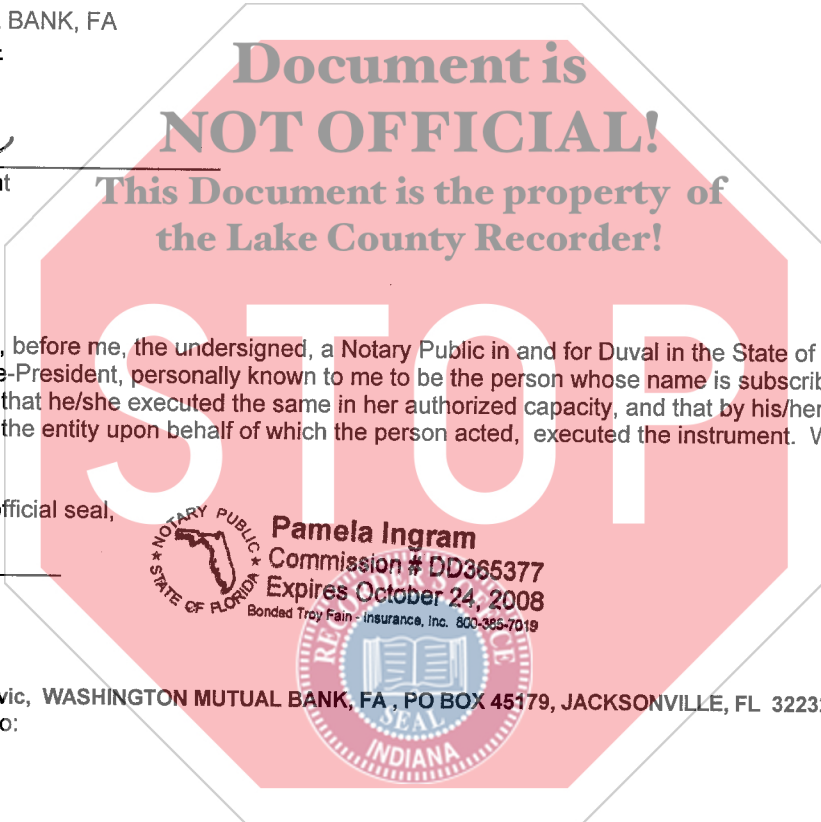 BANK, FA
Document is
NOT OFFICIAL!
This Document is the property of
the Lake County Recorder!
STOP
, before me, the undersigned, a Notary Public in and for Duval in the State of
-President, personally known to me to be the person whose name is
that he/she executed the same in her authorized capacity, and that by his/her
the entity upon behalf of which the person acted, executed the instrument.
official seal,
NOTARY PUBLIC
STATE OF FLORIDA
Pamela Ingram
Commission # DD365377
Expires October 24, 2008
Bonded Troy Fain - Insurance, Inc. 800-385-7019
RECORDER'S OFFICE
SEAL
INDIANA
WASHINGTON MUTUAL BANK, FA , PO BOX 45179, JACKSONVILLE, FL